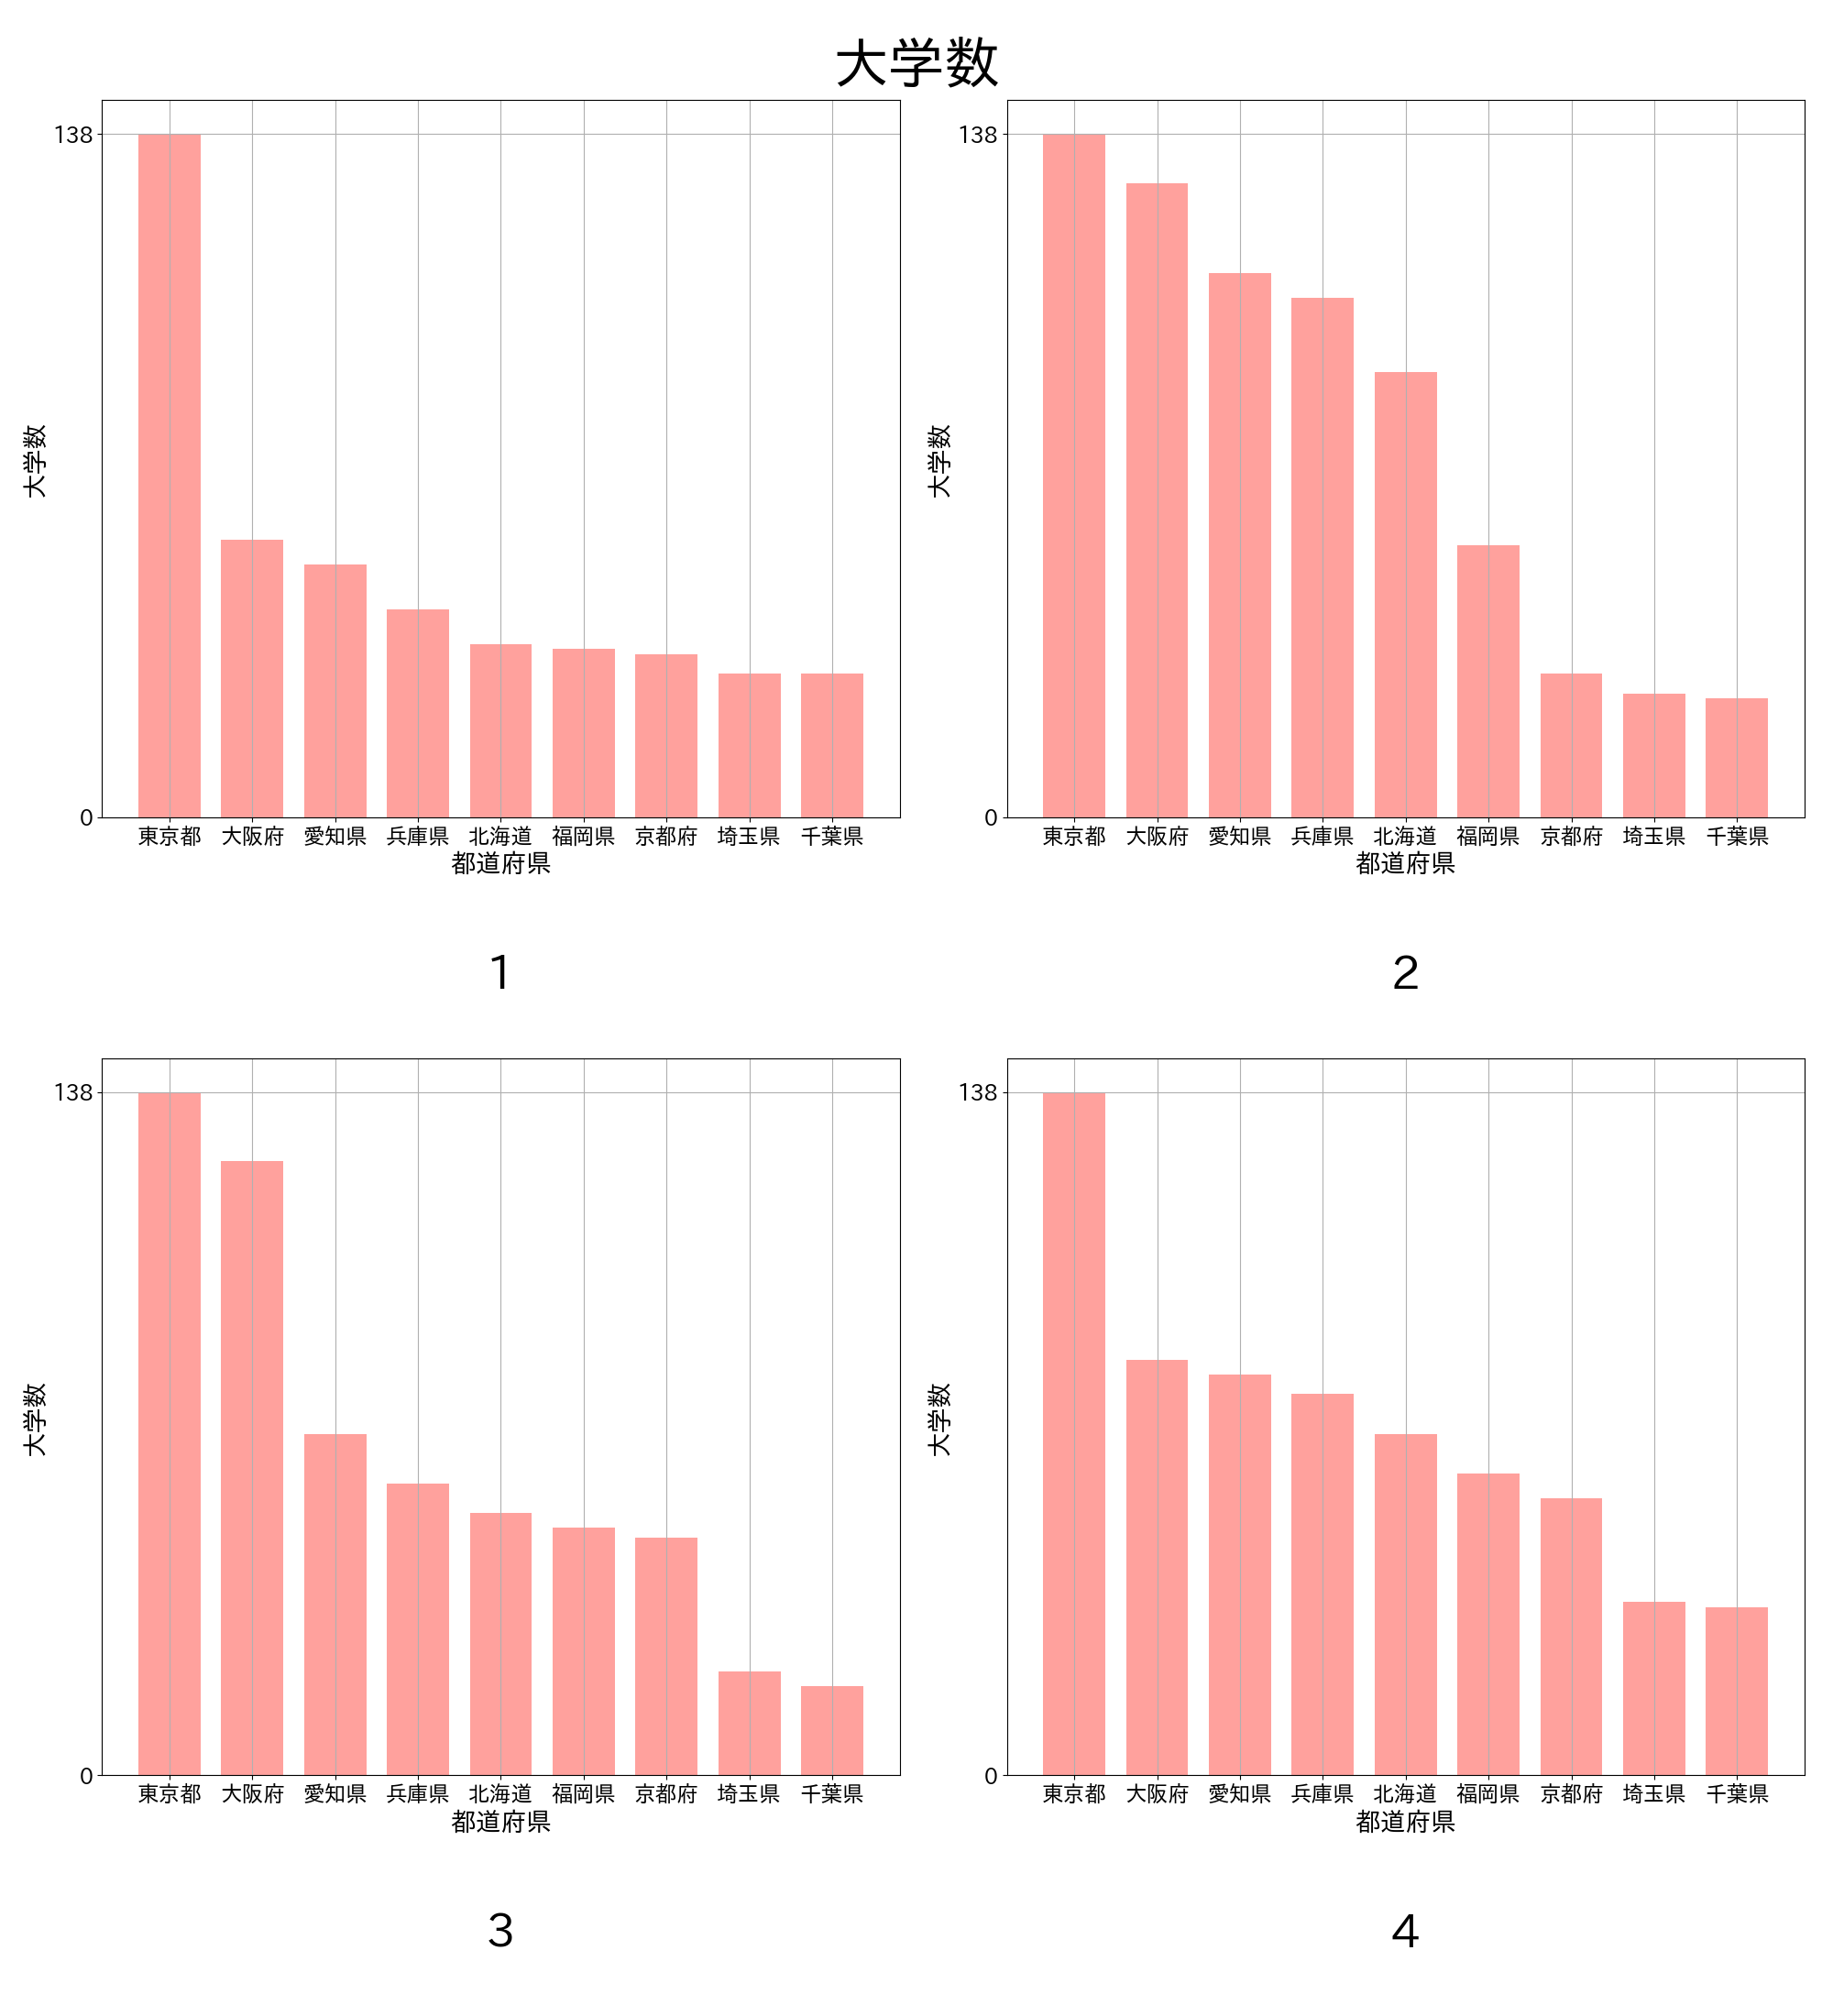 大学数
138
0
大学数
東京都 大阪府 愛知県 兵庫県 北海道 福岡県 京都府 埼玉県 千葉県
都道府県
1
138
0
大学数
東京都 大阪府 愛知県 兵庫県 北海道 福岡県 京都府 埼玉県 千葉県
都道府県
2
138
0
大学数
東京都 大阪府 愛知県 兵庫県 北海道 福岡県 京都府 埼玉県 千葉県
都道府県
3
138
0
大学数
東京都 大阪府 愛知県 兵庫県 北海道 福岡県 京都府 埼玉県 千葉県
都道府県
4